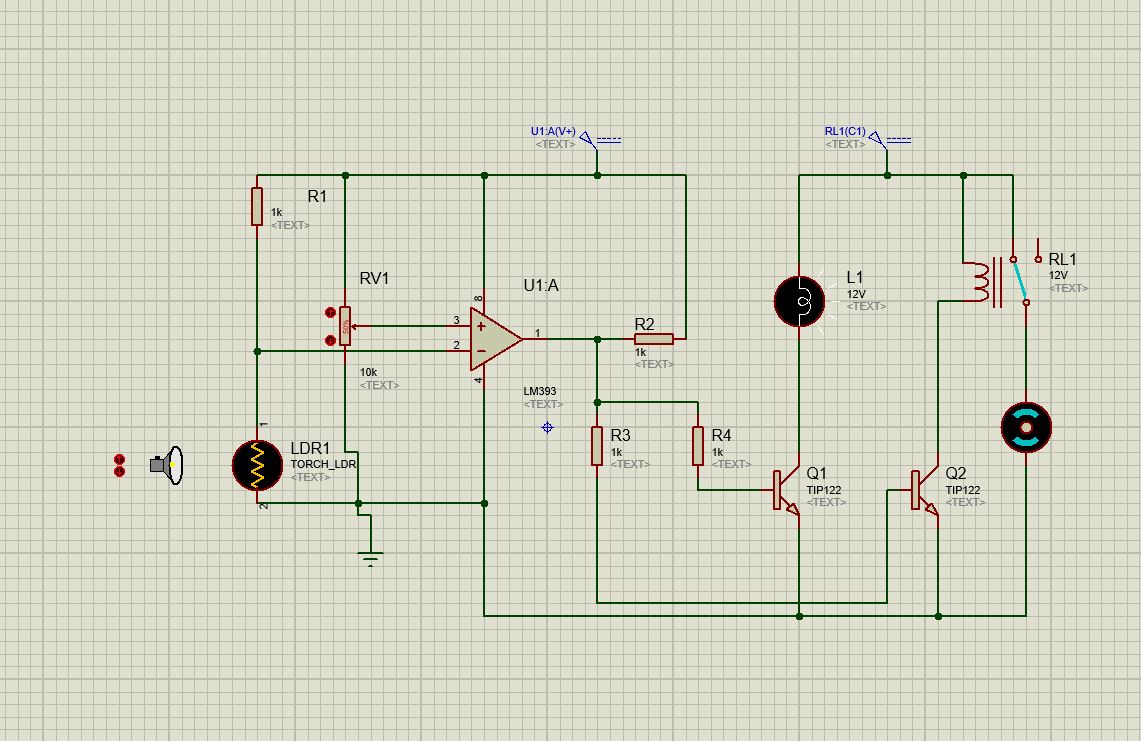 U1:A(V+)
<TEXT>
RL1(C1)
<TEXT>
R1
1k
<TEXT>
RV1
50%
10k
<TEXT>
U1:A
8
3
2
1
4
LM393
<TEXT>
R2
1k
<TEXT>
L1
12V
<TEXT>
RL1
12V
<TEXT>
1
LDR1
TORCH_LDR
<TEXT>
2
R3
1k
<TEXT>
R4
1k
<TEXT>
Q1
TIP122
<TEXT>
Q2
TIP122
<TEXT>